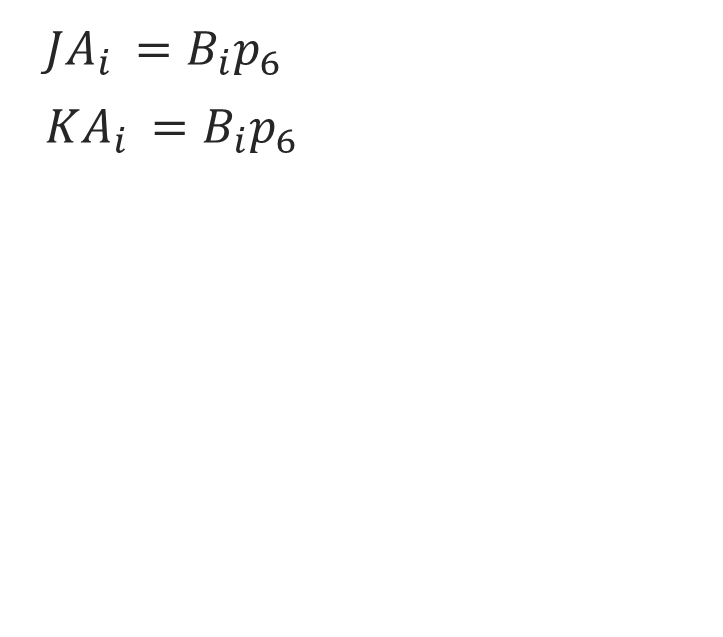 JA_i = B_i p_6
KA_i = B_i p_6